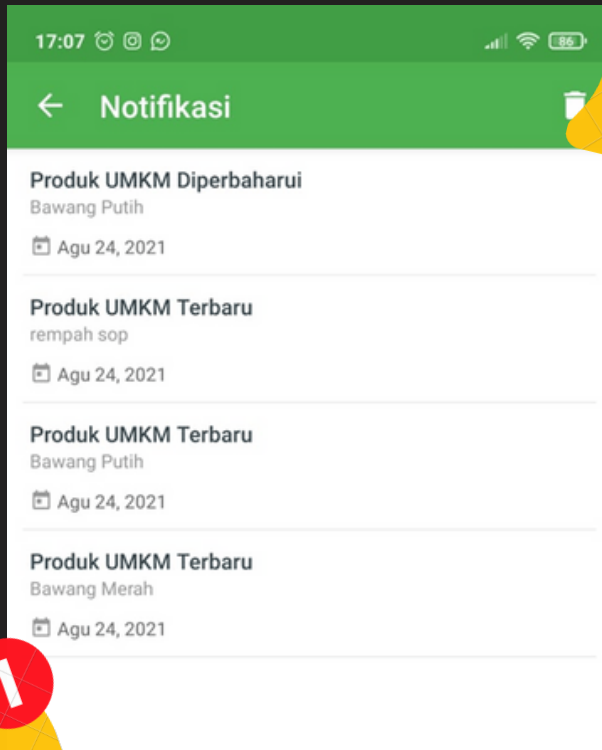 17:07
86
Notifikasi
Produk UMKM Diperbaharui
Bawang Putih
Agu 24, 2021
Produk UMKM Terbaru
rempah sop
Agu 24, 2021
Produk UMKM Terbaru
Bawang Putih
Agu 24, 2021
Produk UMKM Terbaru
Bawang Merah
Agu 24, 2021